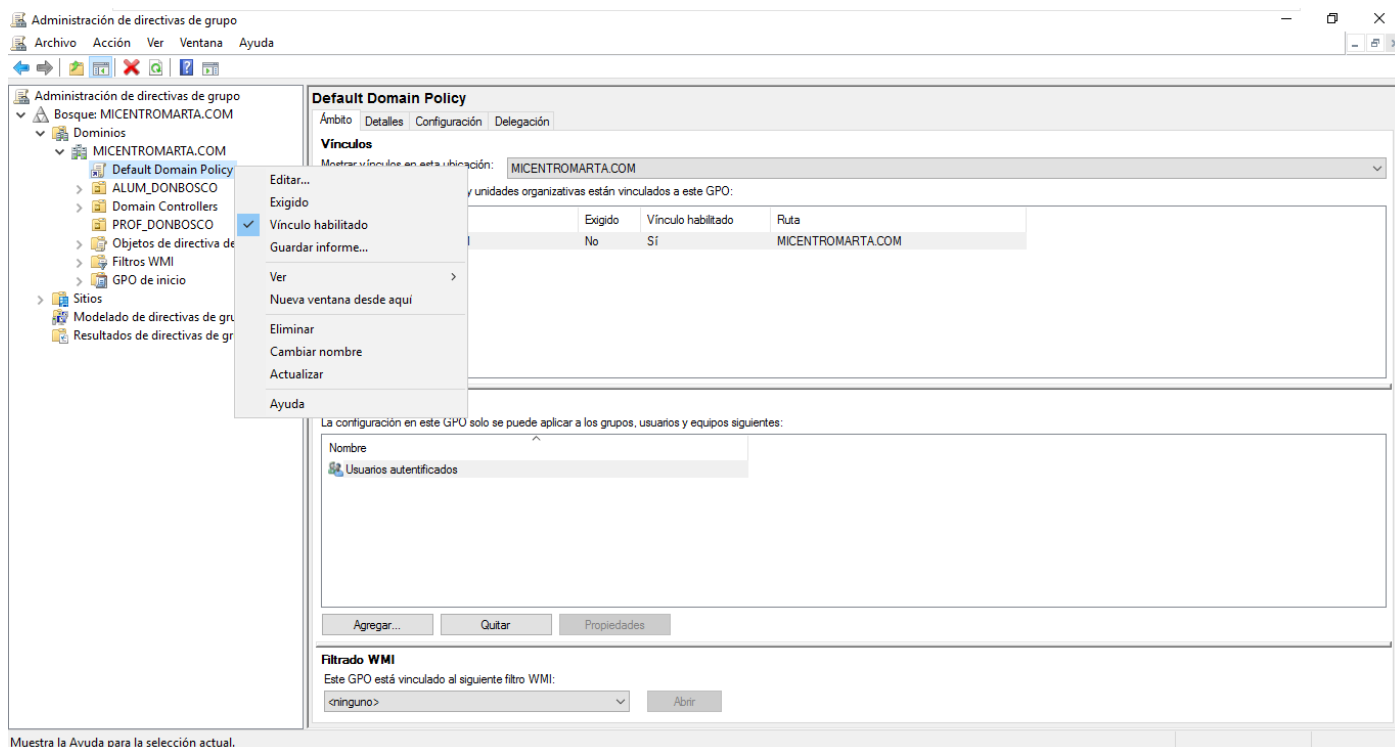 Administración de directivas de grupo
Archivo Acción Ver Ventana Ayuda
Administración de directivas de grupo
Bosque: MICENTROMARTA.COM
Dominios
MICENTROMARTA.COM
Default Domain Policy
ALUM_DONBOSCO
Domain Controllers
PROF_DONBOSCO
Objetos de directiva de
Filtros WMI
GPO de inicio
Sitios
Modelado de directivas de gru
Resultados de directivas de gr
Editar...
Exigido
Vínculo habilitado
Guardar informe...
Ver
Nueva ventana desde aquí
Eliminar
Cambiar nombre
Actualizar
Ayuda
Default Domain Policy
Ámbito Detalles Configuración Delegación
Vínculos
Mostrar vínculos en esta ubicación: MICENTROMARTA.COM
y unidades organizativas están vinculados a este GPO:
Exigido Vínculo habilitado Ruta
No Sí MICENTROMARTA.COM
La configuración en este GPO solo se puede aplicar a los grupos, usuarios y equipos siguientes:
Nombre
Usuarios autentificados
Agregar... Quitar Propiedades
Filtrado WMI
Este GPO está vinculado al siguiente filtro WMI:
<ninguno> Abrir
Muestra la Ayuda para la selección actual.